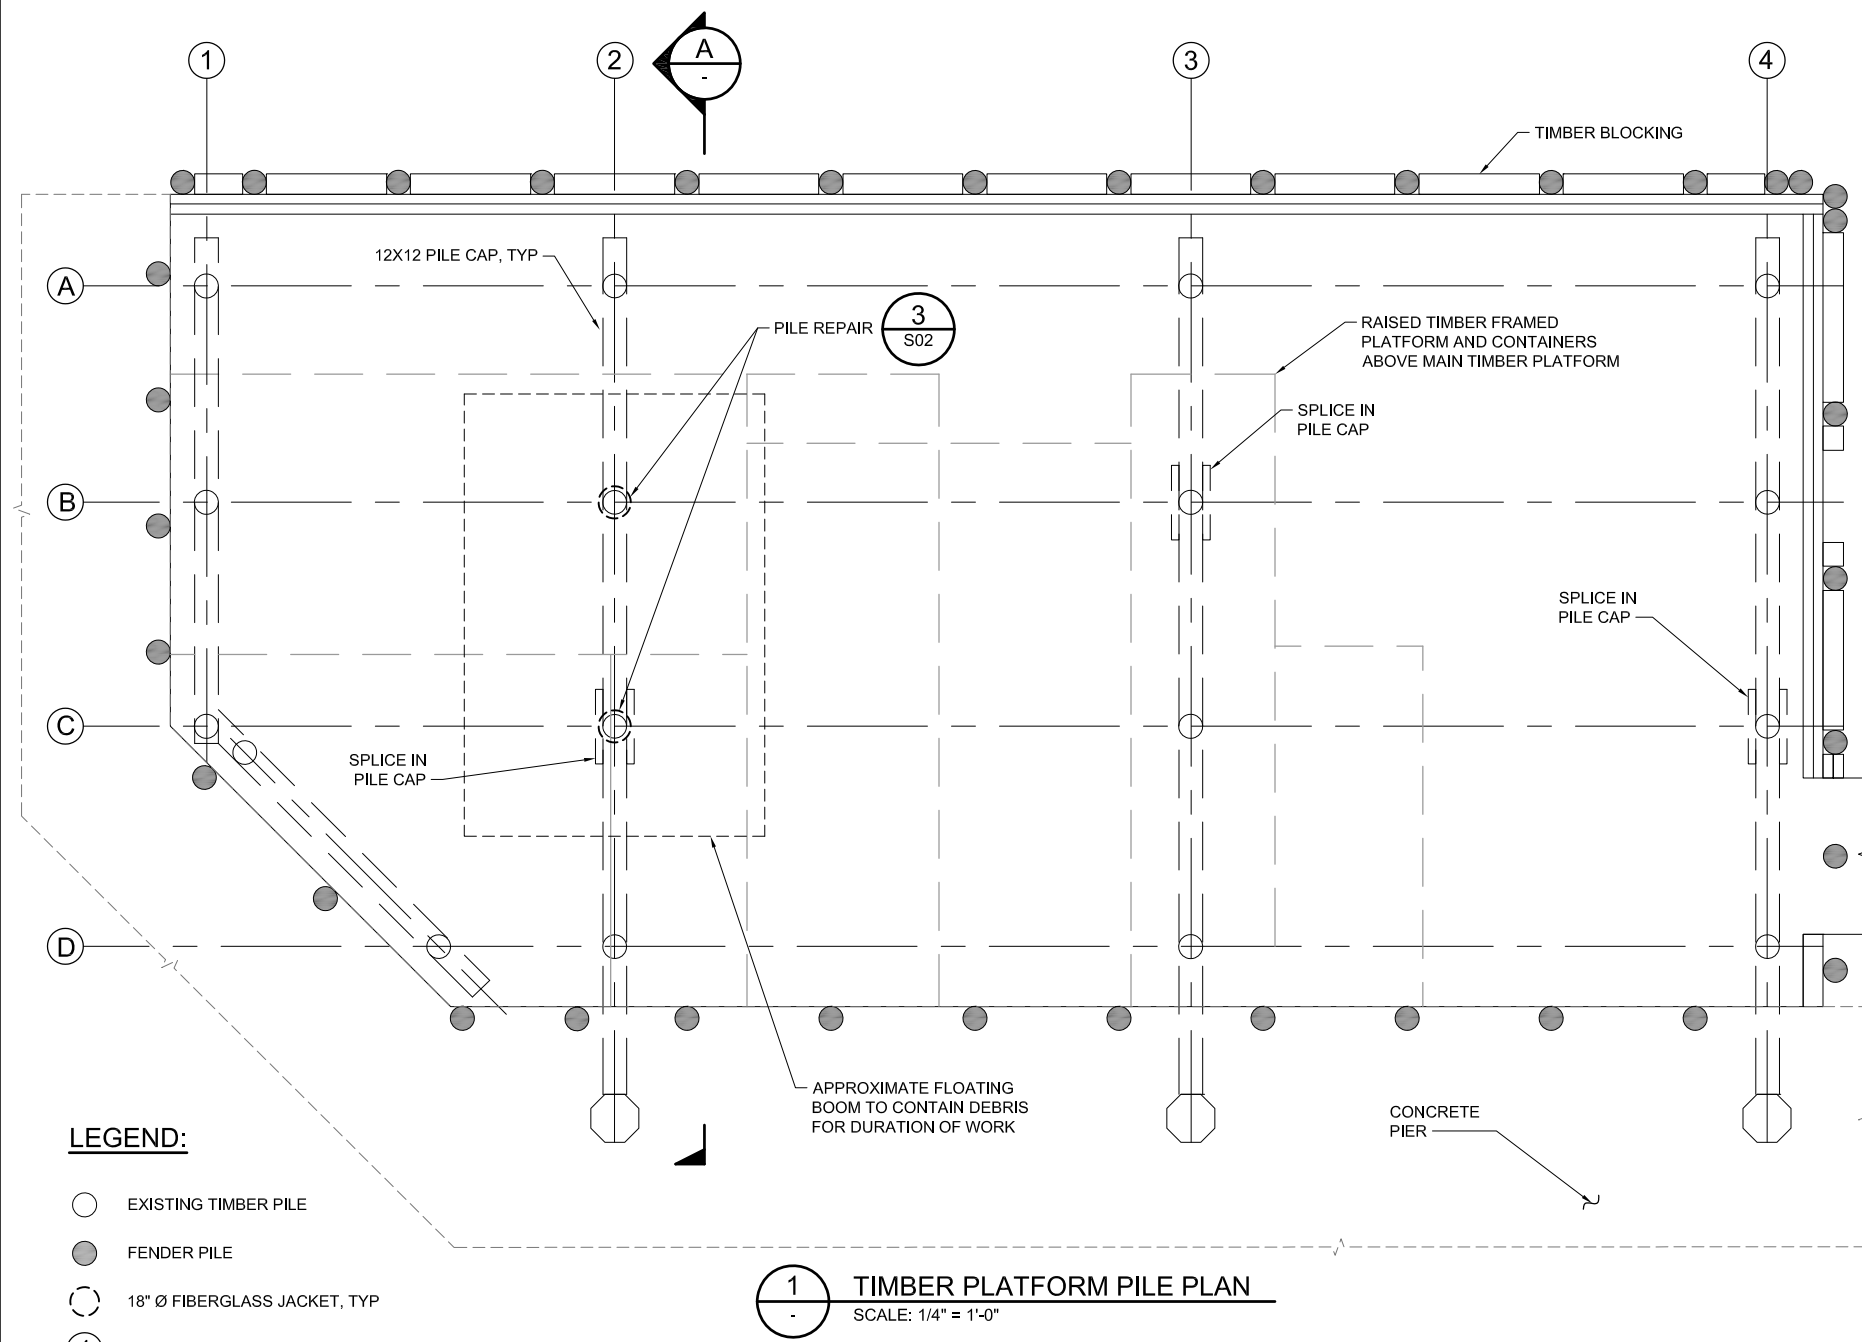 1
2
A
-
3
4
TIMBER BLOCKING
12X12 PILE CAP, TYP
A
PILE REPAIR
3
S02
RAISED TIMBER FRAMED
PLATFORM AND CONTAINERS
ABOVE MAIN TIMBER PLATFORM
SPLICE IN
PILE CAP
B
SPLICE IN
PILE CAP
C
SPLICE IN
PILE CAP
D
APPROXIMATE FLOATING
BOOM TO CONTAIN DEBRIS
FOR DURATION OF WORK
CONCRETE
PIER
LEGEND:
EXISTING TIMBER PILE
FENDER PILE
18" Ø FIBERGLASS JACKET, TYP
1
-
TIMBER PLATFORM PILE PLAN
SCALE: 1/4" = 1'-0"